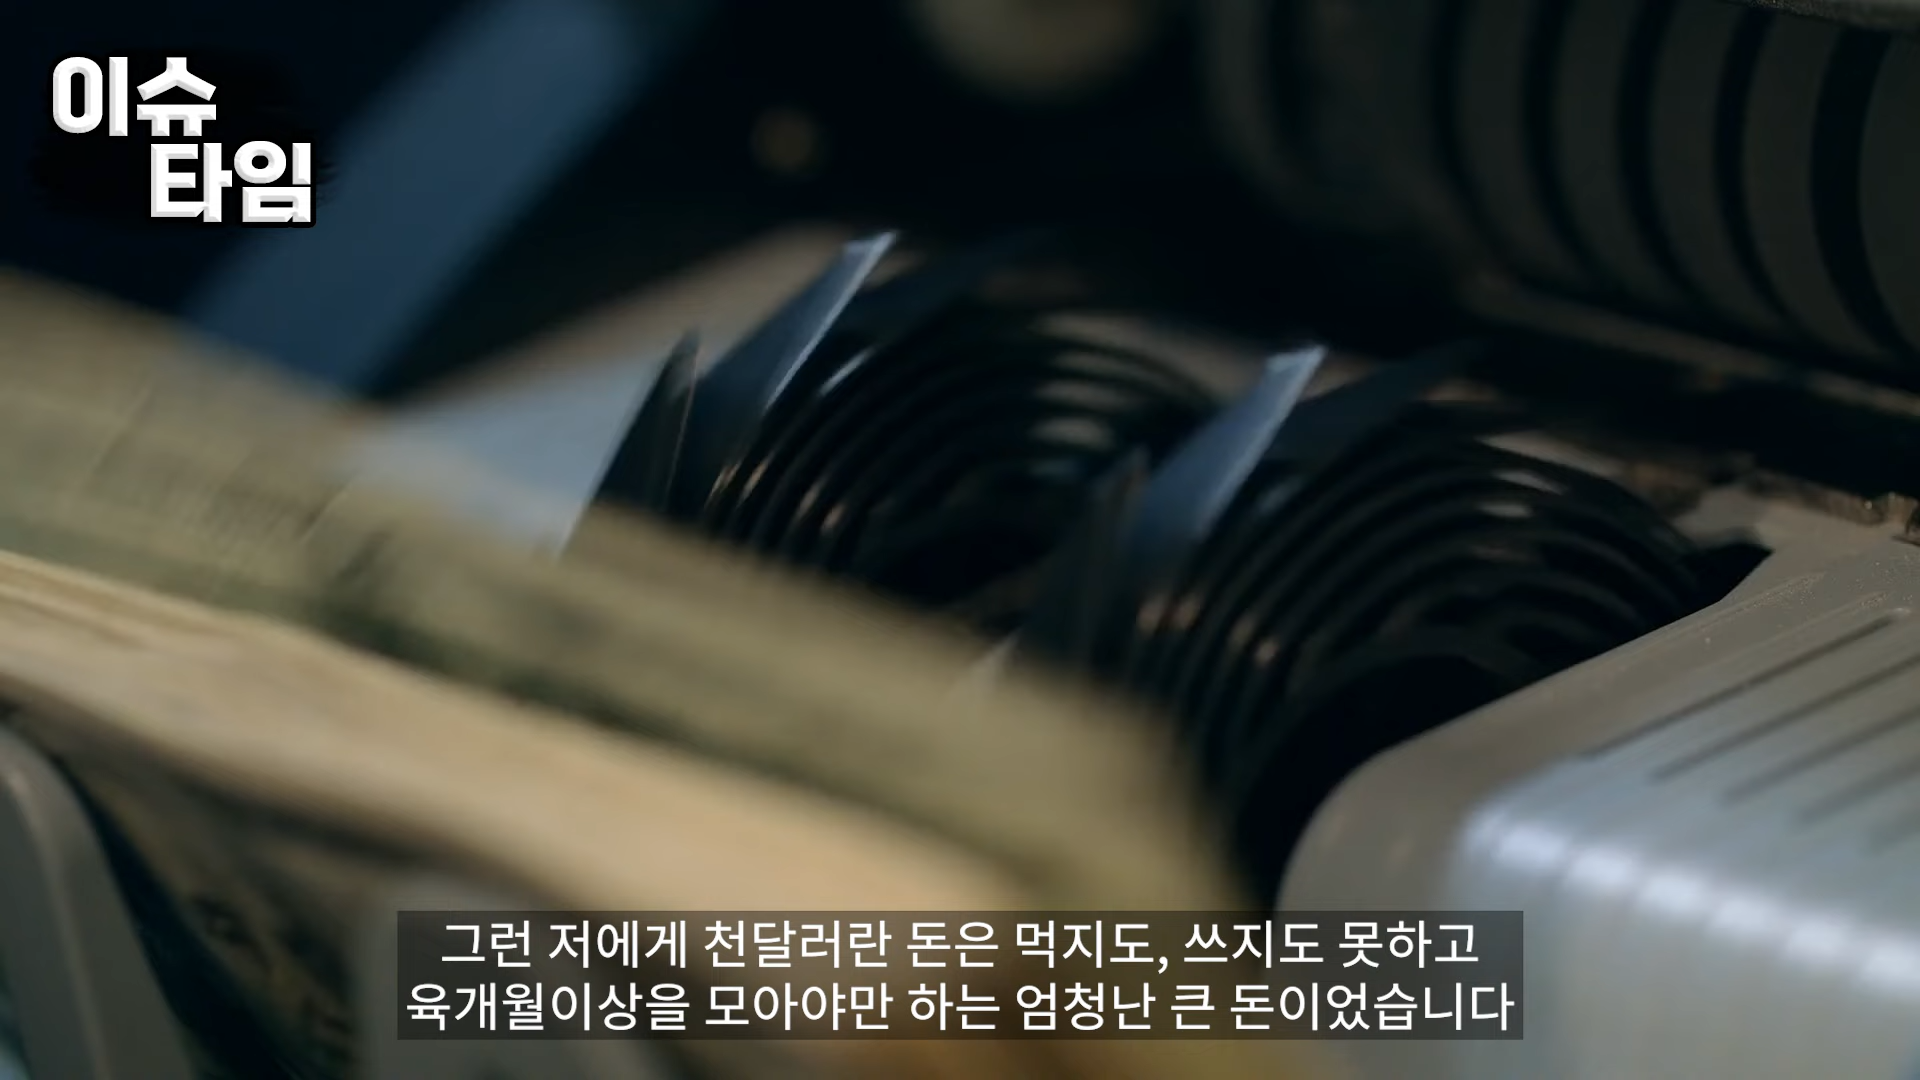 이슈
타임
그런 저에게 천달러란 돈은 먹지도, 쓰지도 못하고
육개월이상을 모아야만 하는 엄청난 큰 돈이었습니다